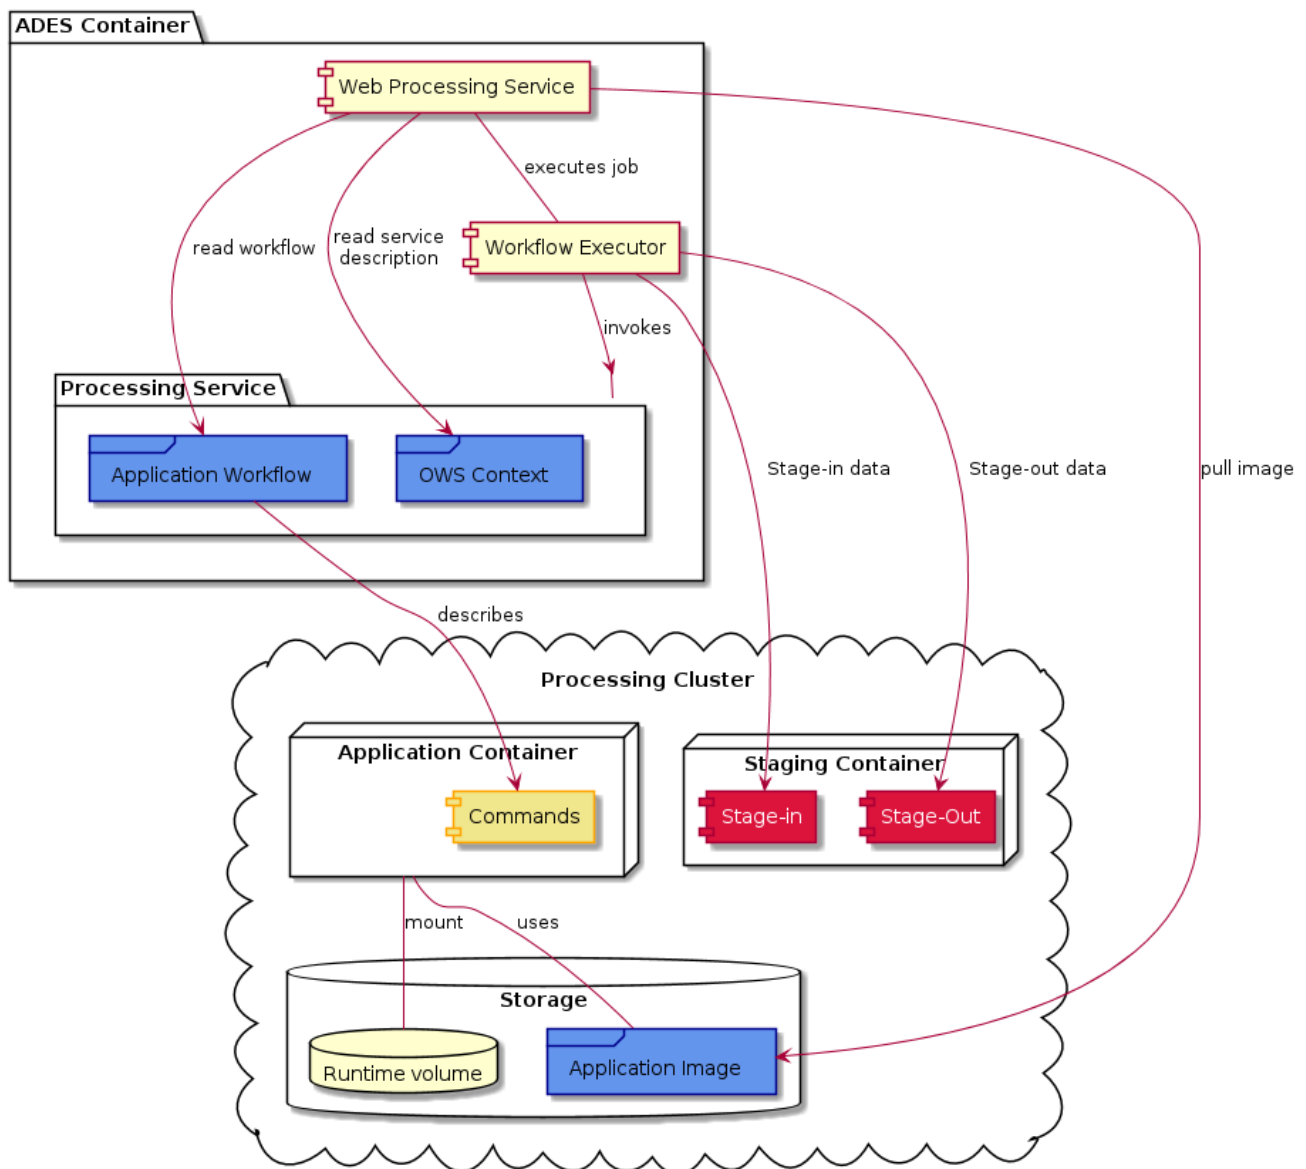 ADES Container
Web Processing Service
executes job
read workflow
read service
description
Workflow Executor
invokes
Processing Service
Application Workflow
OWS Context
Stage-in data
Stage-out data
pull image
describes
Processing Cluster
Application Container
Staging Container
Commands
Stage-in
Stage-Out
mount
uses
Storage
Runtime volume
Application Image